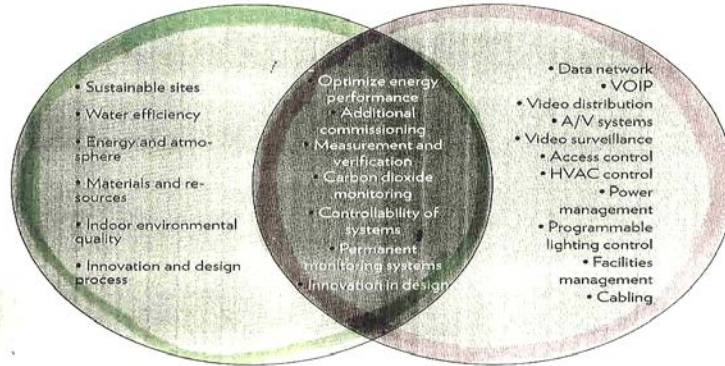 • Sustainable sites
• Water efficiency
• Energy and atmo-
sphere
• Materials and re-
sources
• Indoor environmental
quality
• Innovation and design
process
Optimize energy
performance
• Additional
commissioning
• Measurement and
verification
• Carbon dioxide
monitoring
• Controllability of
systems
• Permanent
monitoring systems
• Innovation in design
• Data network
• VOIP
• Video distribution
• A/V systems
• Video surveillance
• Access control
• HVAC control
• Power
management
• Programmable
lighting control
• Facilities
management
• Cabling